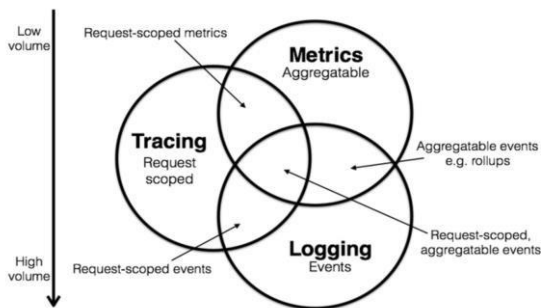 Low
volume
Request-scoped metrics
Metrics
Aggregatable
Tracing
Request
scoped
Aggregatable events
e.g. rollups
Request-scoped,
aggregatable events
High
volume
Request-scoped events
Logging
Events